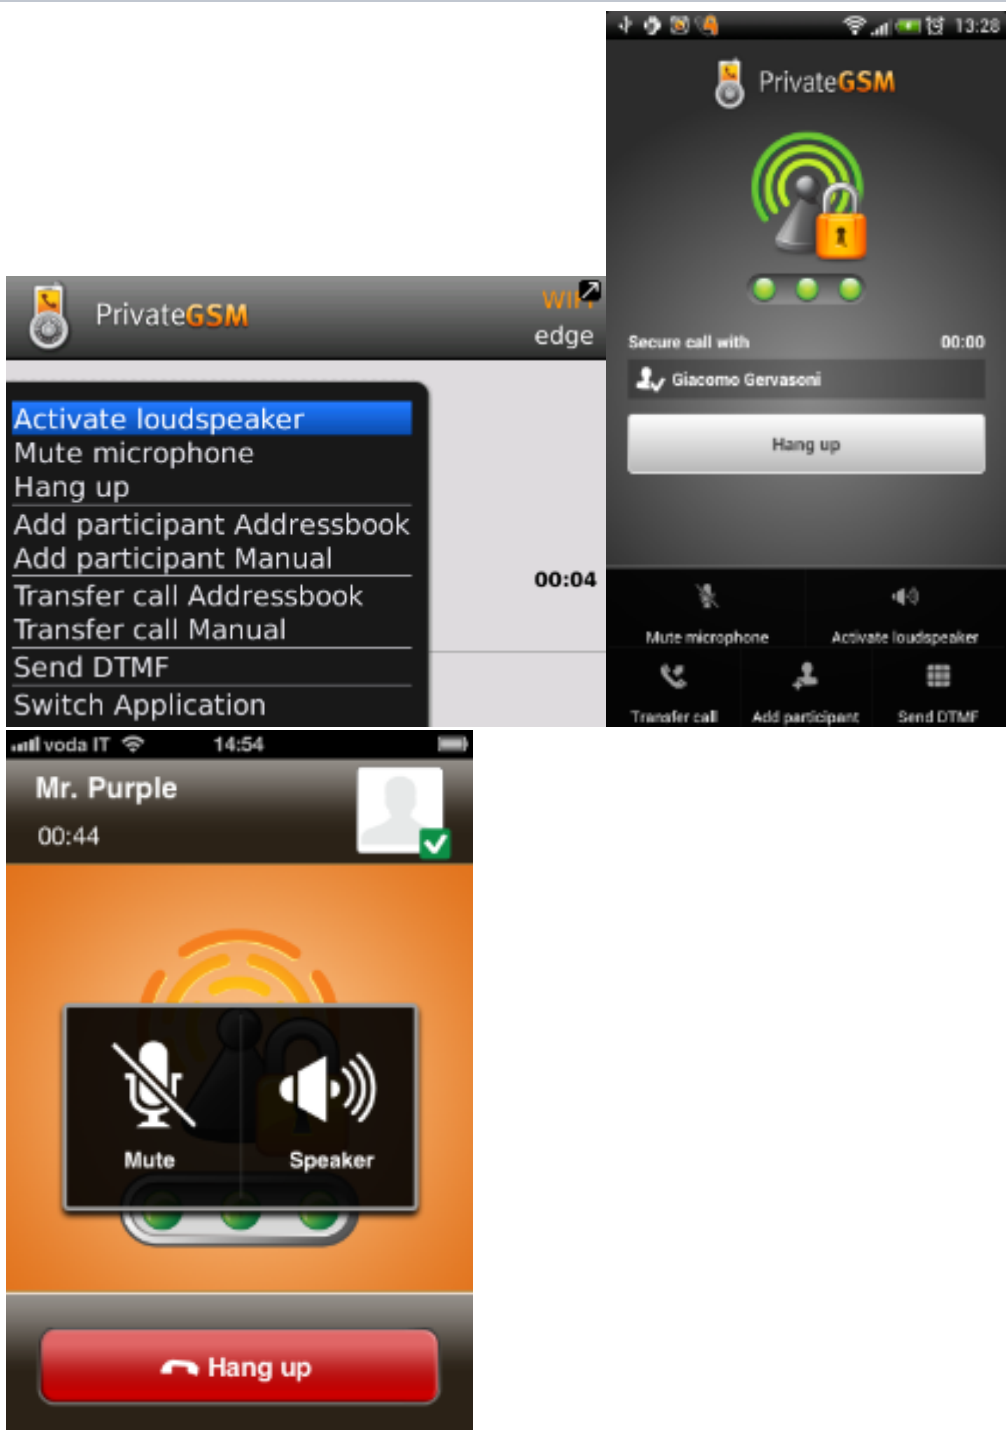 13:28
PrivateGSM
Secure call with 00:00
Giacomo Gervasoni
Hang up
Mute microphone Activate loudspeaker
Transfer call Add participant Send DTMF
PrivateGSM
edge
Activate loudspeaker
Mute microphone
Hang up
Add participant Addressbook
Add participant Manual
00:04
Transfer call Addressbook
Transfer call Manual
Send DTMF
Switch Application
voda IT 14:54
Mr. Purple
00:44
Mute Speaker
Hang up